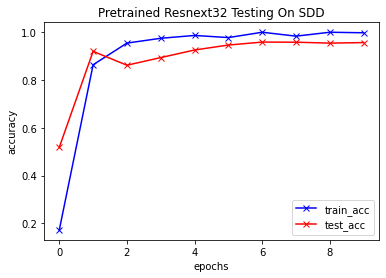 Pretrained Resnext32 Testing On SDD
1.0
0.8
0.6
0.4
0.2
accuracy
0 2 4 6 8
epochs
train_acc
test_acc